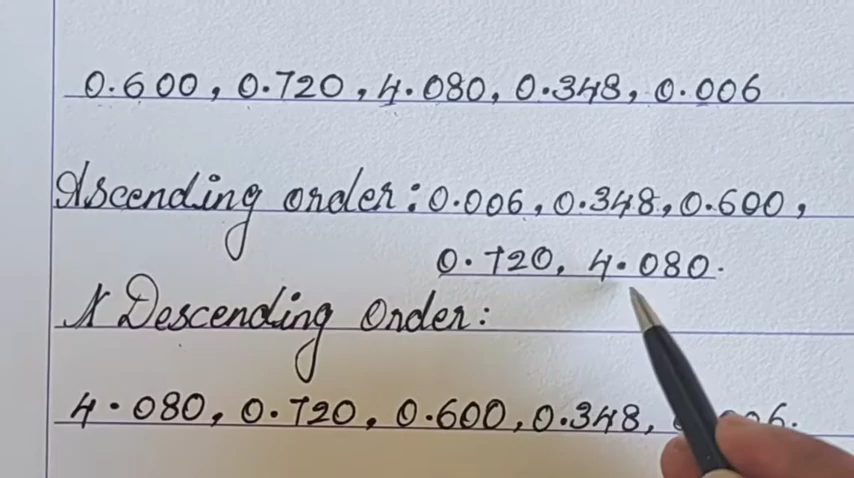 0.600, 0.720, 4.080, 0.348, 0.006
Ascending order: 0.006, 0.348, 0.600,
0.720, 4.080.
Descending order:
4.080, 0.720, 0.600, 0.348,